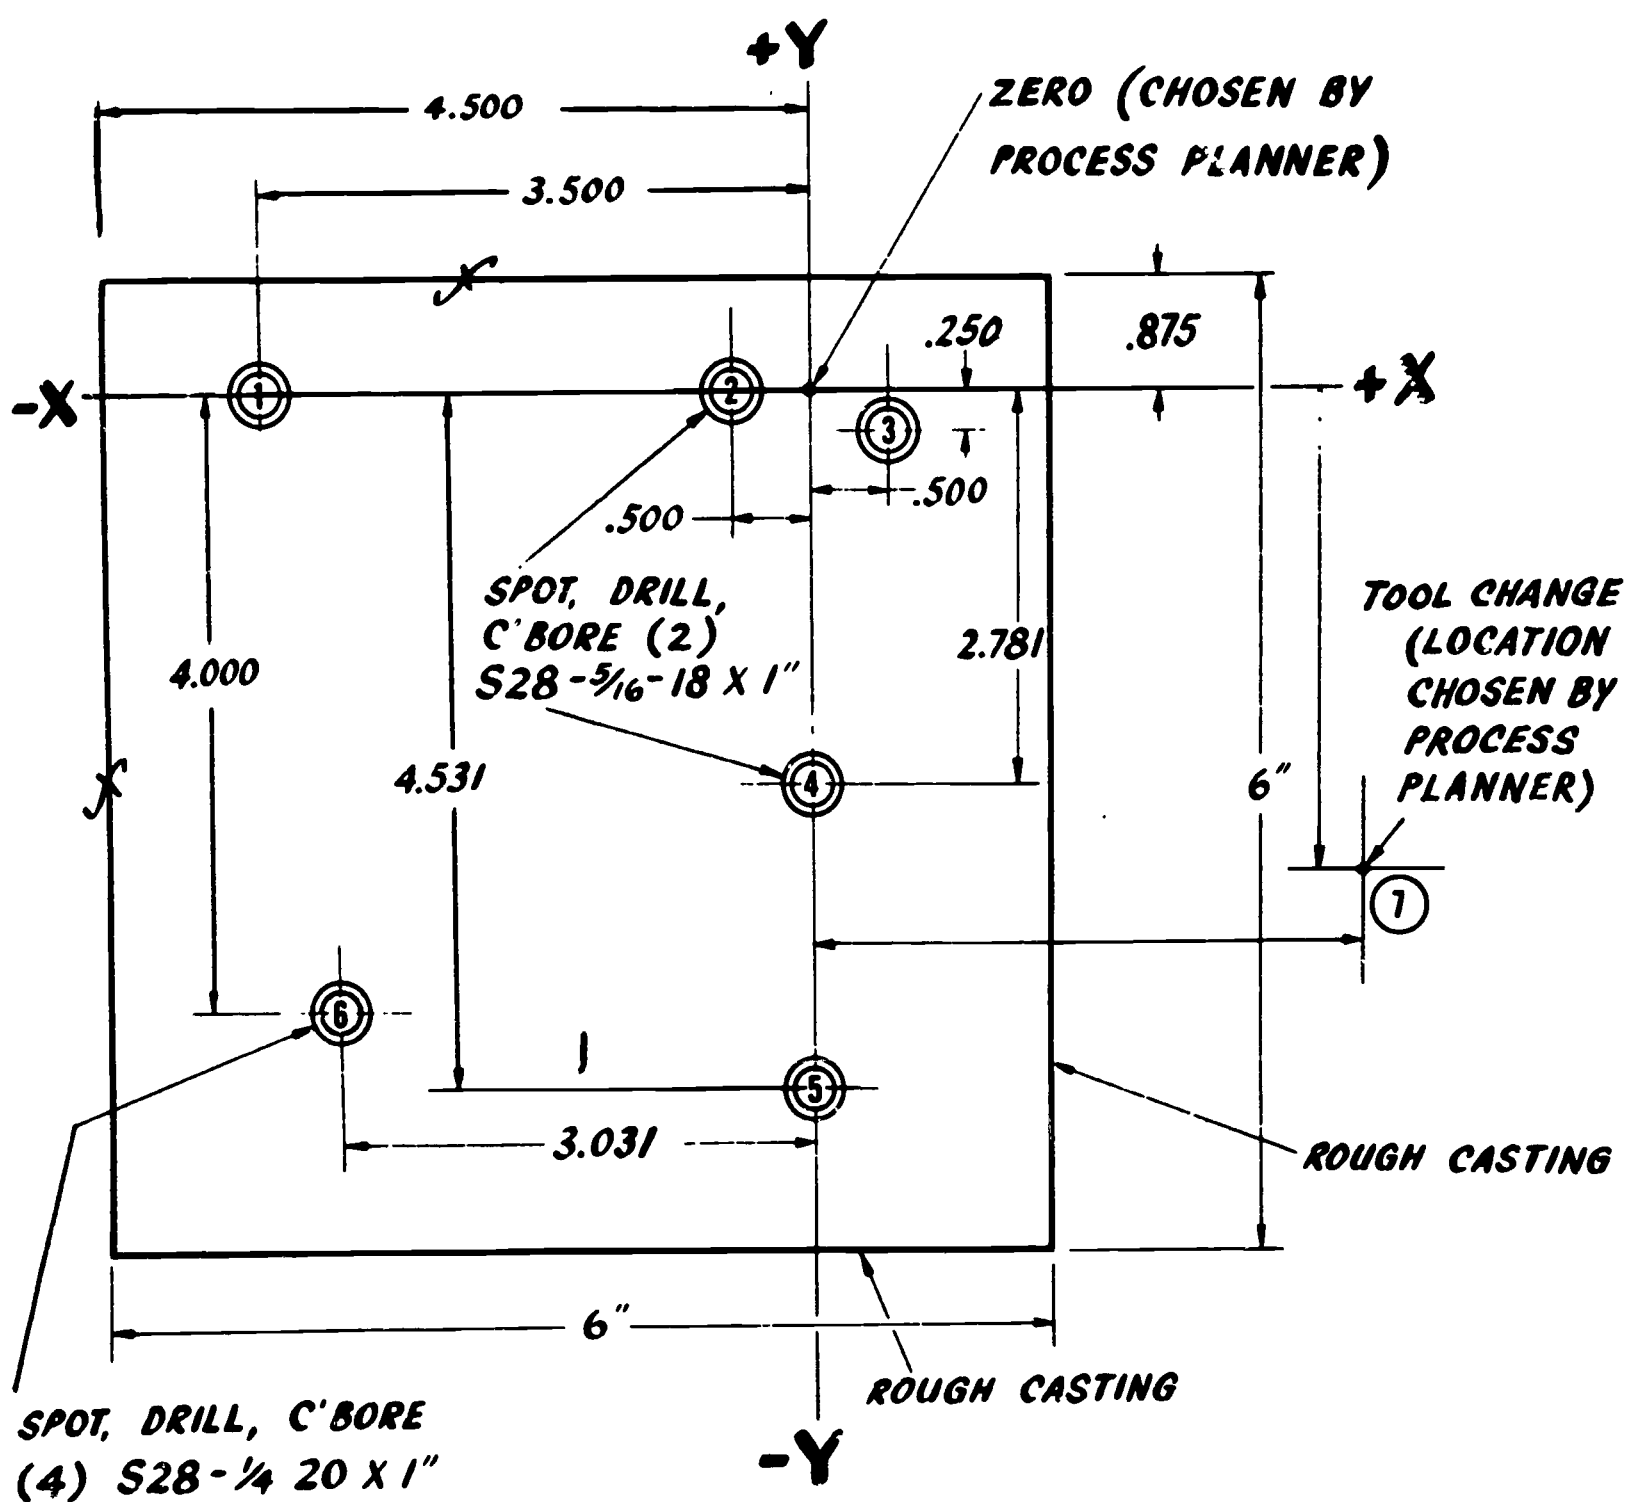 +Y
ZERO (CHOSEN BY
PROCESS PLANNER)
4.500
3.500
.250
.875
-X
1
2
3
+X
.500
.500
SPOT, DRILL,
C'BORE (2)
S28-5/16-18 X 1"
2.781
TOOL CHANGE
(LOCATION
CHOSEN BY
PROCESS
PLANNER)
4.000
4.531
4
6"
7
6
5
3.031
ROUGH CASTING
6"
ROUGH CASTING
SPOT, DRILL, C'BORE
(4) S28-1/4 20 X 1"
-Y